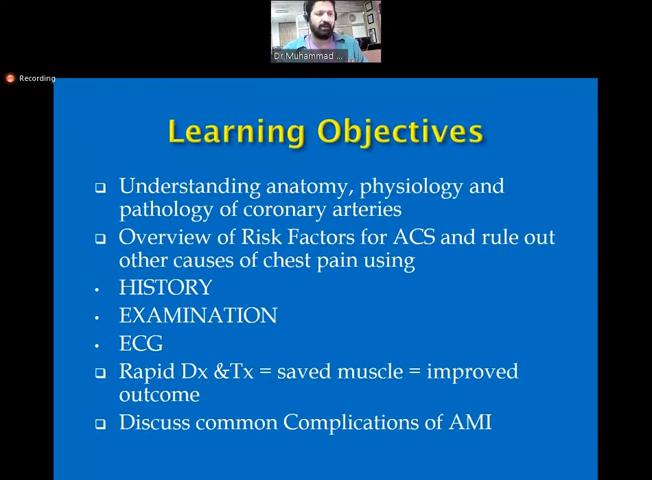 Dr.Muhammad ...
Recording
Learning Objectives
Understanding anatomy, physiology and
pathology of coronary arteries
Overview of Risk Factors for ACS and rule out
other causes of chest pain using
HISTORY
EXAMINATION
ECG
Rapid Dx &Tx = saved muscle = improved
outcome
Discuss common Complications of AMI